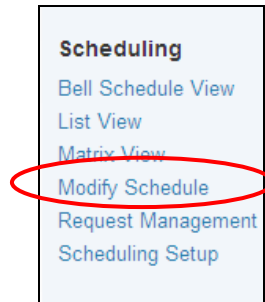 Scheduling
Bell Schedule View
List View
Matrix View
Modify Schedule
Request Management
Scheduling Setup